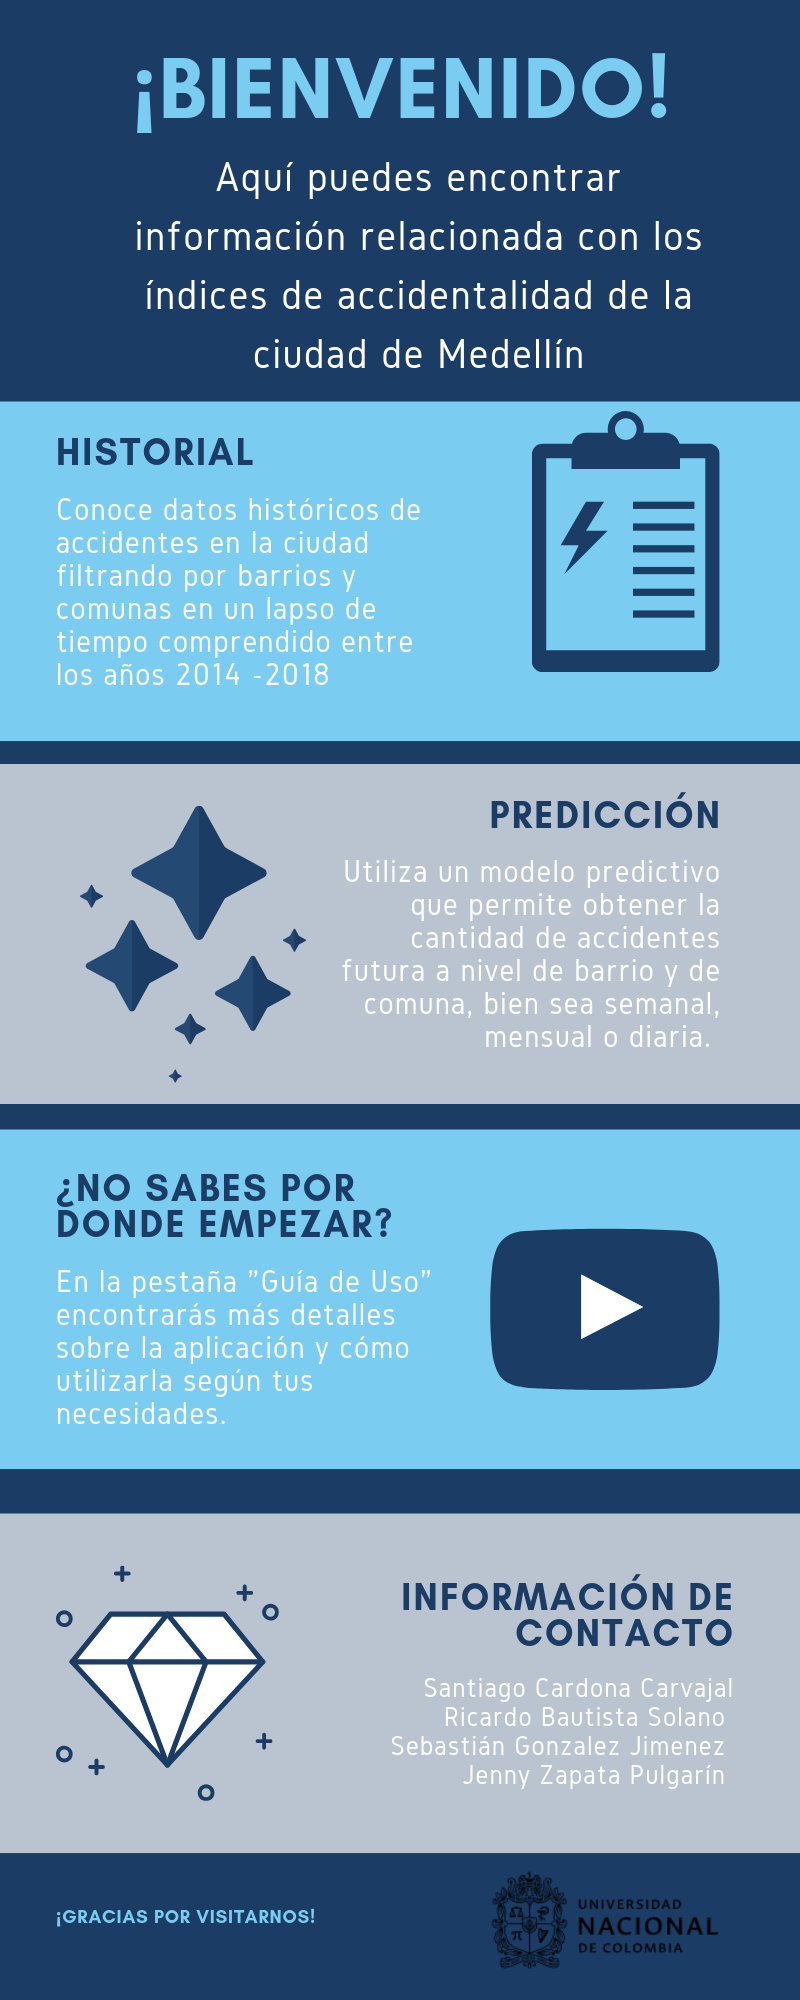 ¡BIENVENIDO!
Aquí puedes encontrar
información relacionada con los
índices de accidentalidad de la
ciudad de Medellín
HISTORIAL
Conoce datos históricos de
accidentes en la ciudad
filtrando por barrios y
comunas en un lapso de
tiempo comprendido entre
los años 2014 -2018
PREDICCIÓN
Utiliza un modelo predictivo
que permite obtener la
cantidad de accidentes
futura a nivel de barrio y de
comuna, bien sea semanal,
mensual o diaria.
¿NO SABES POR
DONDE EMPEZAR?
En la pestaña "Guía de Uso"
encontrarás más detalles
sobre la aplicación y cómo
utilizarla según tus
necesidades.
INFORMACIÓN DE
CONTACTO
Santiago Cardona Carvajal
Ricardo Bautista Solano
Sebastián Gonzalez Jimenez
Jenny Zapata Pulgarín
¡GRACIAS POR VISITARNOS!
UNIVERSIDAD
NACIONAL
DE COLOMBIA